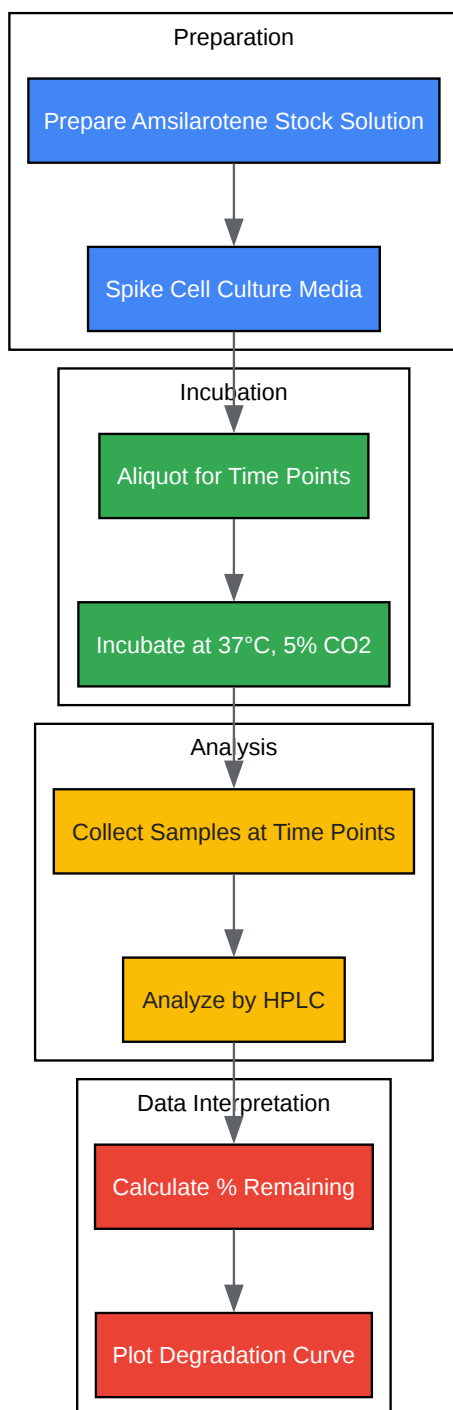 Preparation
Prepare Amsilarotene Stock Solution
Spike Cell Culture Media
Incubation
Aliquot for Time Points
Incubate at 37°C, 5% CO2
Analysis
Collect Samples at Time Points
Analyze by HPLC
Data Interpretation
Calculate % Remaining
Plot Degradation Curve